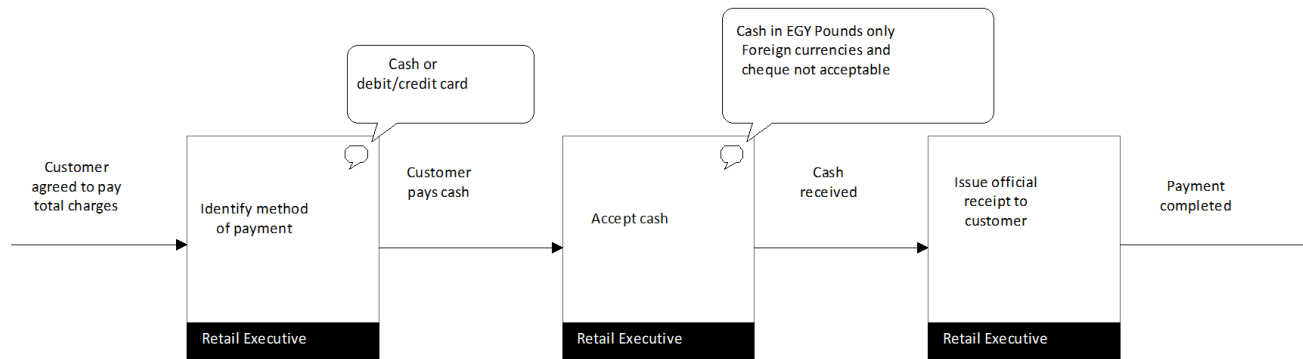 Cash or
debit/credit card
Cash in EGY Pounds only
Foreign currencies and
cheque not acceptable
Customer
agreed to pay
total charges
Identify method
of payment
Retail Executive
Customer
pays cash
Accept cash
Retail Executive
Cash
received
Issue official
receipt to
customer
Retail Executive
Payment
completed